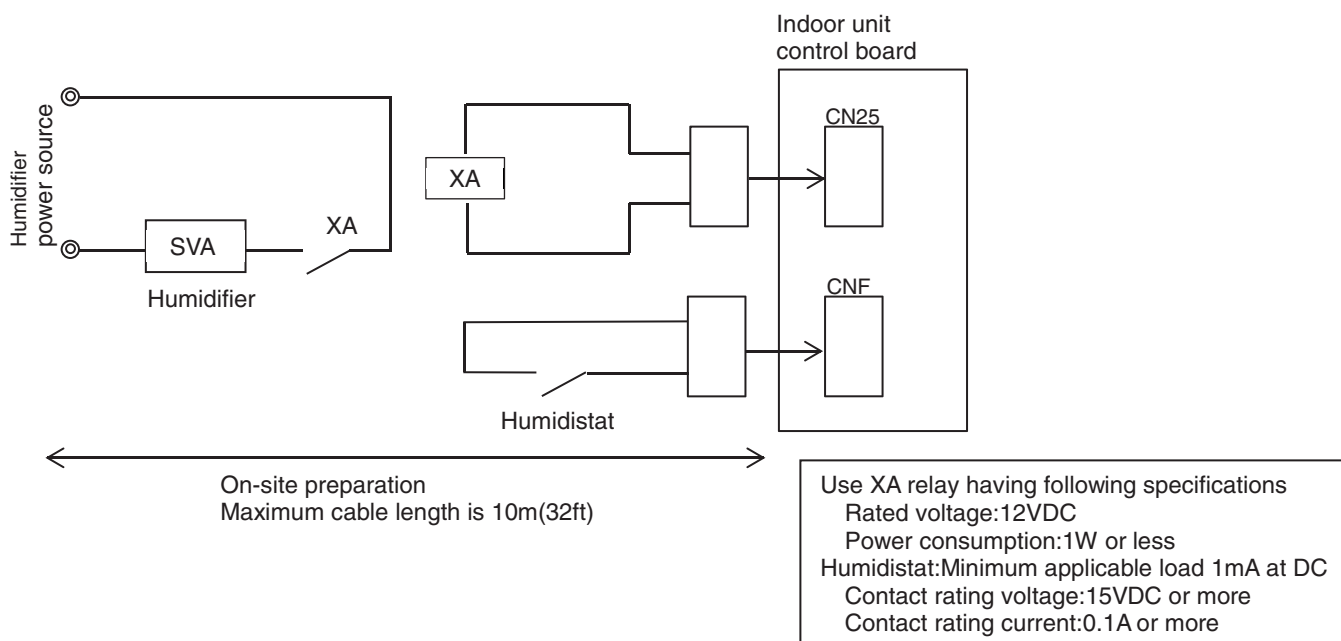 Indoor unit
control board
Humidifier
power source
CN25
XA
XA
SVA
Humidifier
CNF
Humidistat
On-site preparation
Maximum cable length is 10m(32ft)
Use XA relay having following specifications
Rated voltage:12VDC
Power consumption:1W or less
Humidistat:Minimum applicable load 1mA at DC
Contact rating voltage:15VDC or more
Contact rating current:0.1A or more